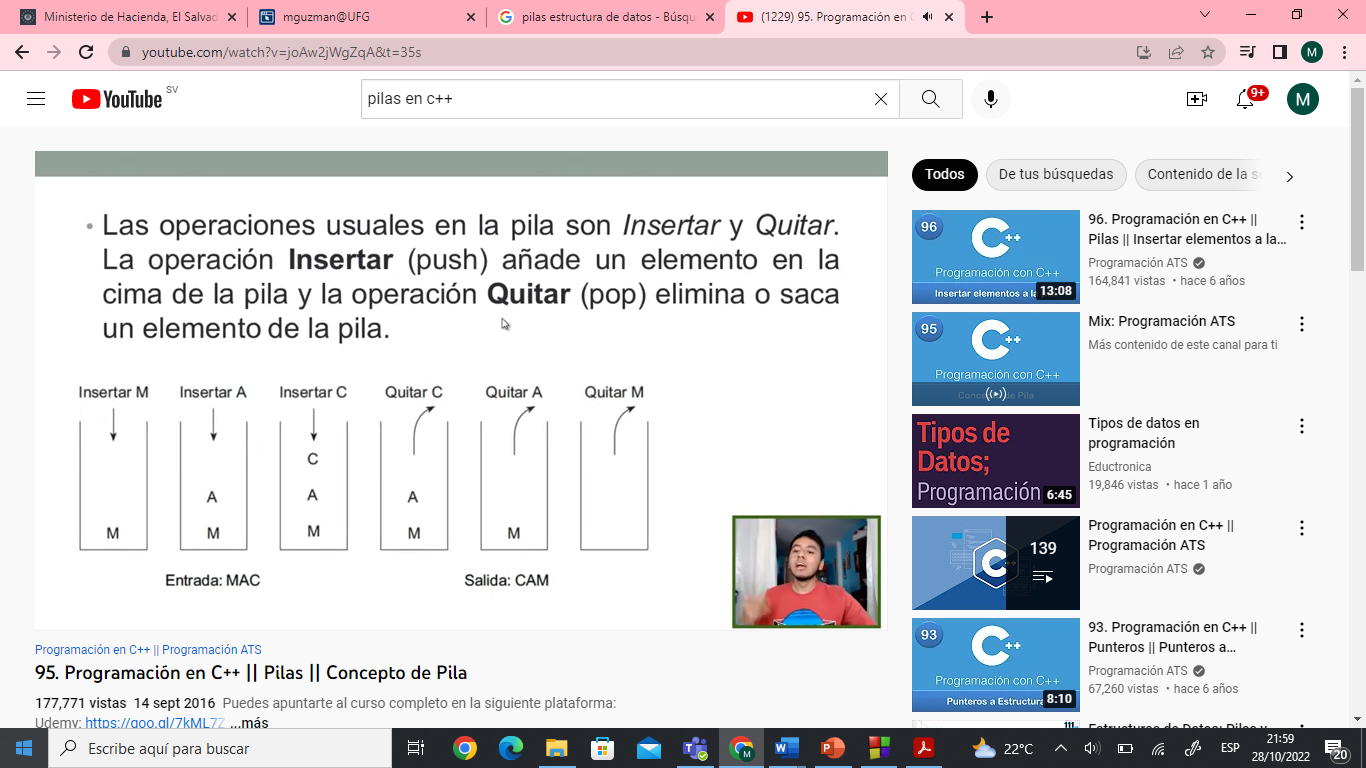 Ministerio de Hacienda, El Salvad
mguzman@UFG
pilas estructura de datos - Búsqu
(1229) 95. Programación en C
youtube.com/watch?v=joAw2jWgZqA&t=35s
M
YouTube SV
pilas en c++
9+
M
• Las operaciones usuales en la pila son Insertar y Quitar.
La operación Insertar (push) añade un elemento en la
cima de la pila y la operación Quitar (pop) elimina o saca
un elemento de la pila.
Insertar M Insertar A Insertar C Quitar C Quitar A Quitar M
C
A A A
M M M M M
Entrada: MAC Salida: CAM
Programación en C++ || Programación ATS
95. Programación en C++ || Pilas || Concepto de Pila
177,771 vistas 14 sept 2016 Puedes apuntarte al curso completo en la siguiente plataforma:
Udemy: https://goo.gl/7kML7Z ...más
Todos De tus búsquedas Contenido de la s
96
C++
Programación con C++
Insertar elementos a la
13:08
96. Programación en C++ ||
Pilas || Insertar elementos a la...
Programación ATS
164,841 vistas • hace 6 años
95
C++
Programación con C++
Concepto de Pila
Mix: Programación ATS
Más contenido de este canal para ti
Tipos de
Datos;
Programación
6:45
Tipos de datos en
programación
Eductronica
19,846 vistas • hace 1 año
C++
139
Programación en C++ ||
Programación ATS
Programación ATS
93
C++
Programación con C++
Punteros a Estructura
8:10
93. Programación en C++ ||
Punteros || Punteros a...
Programación ATS
67,260 vistas • hace 6 años
Estructuras de Datos: Pilas y
Escribe aquí para buscar
22°C
ESP
21:59
28/10/2022
20